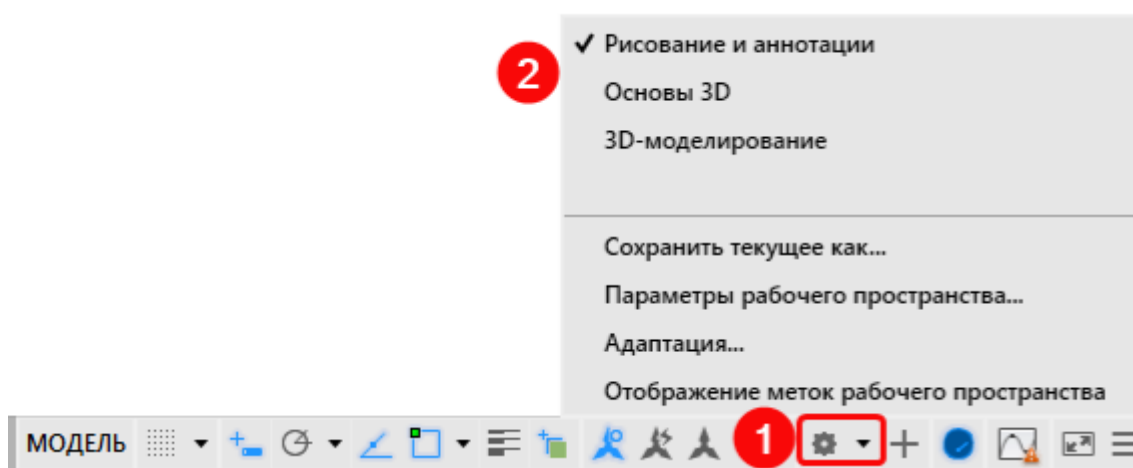 Рисование и аннотации
2
Основы 3D
3D-моделирование
Сохранить текущее как...
Параметры рабочего пространства...
Адаптация...
Отображение меток рабочего пространства
МОДЕЛЬ 1